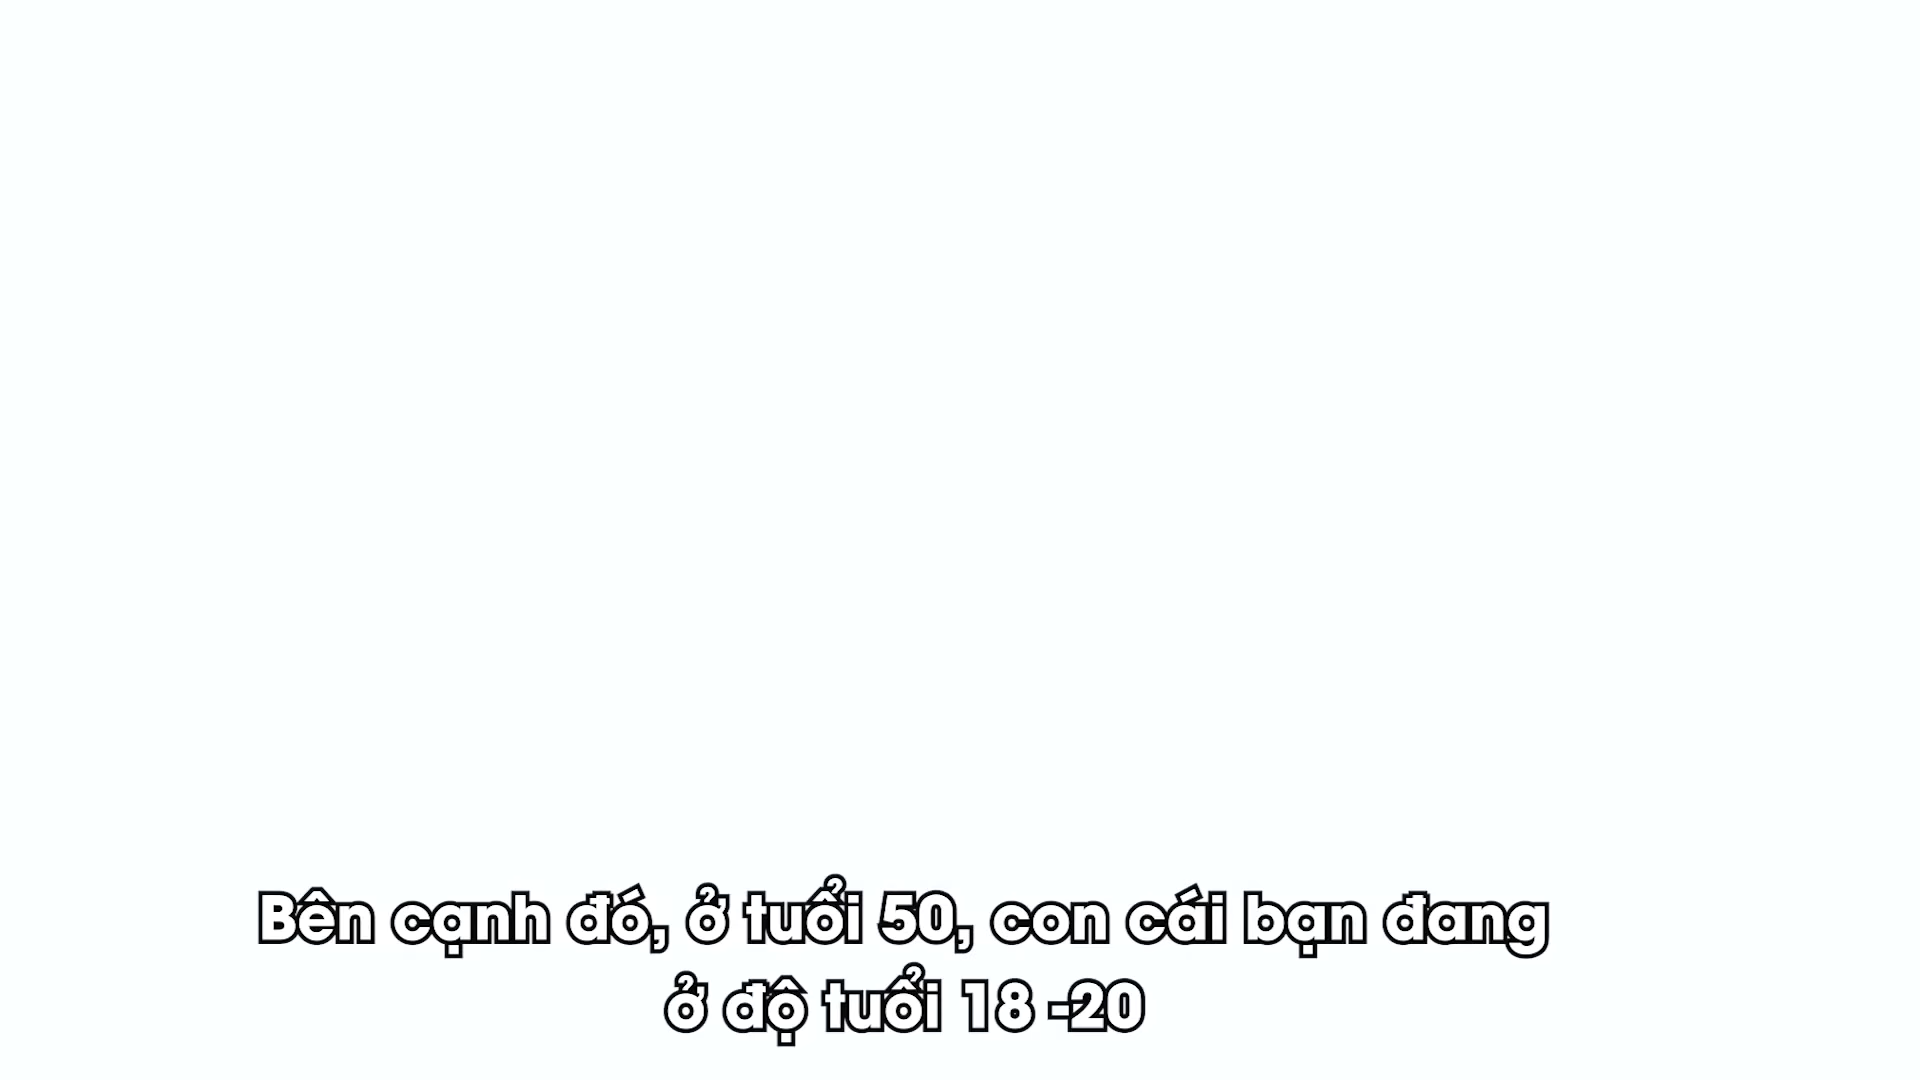 Bên cạnh đó, ở tuổi 50, con cái bạn đang
ở độ tuổi 18 -20